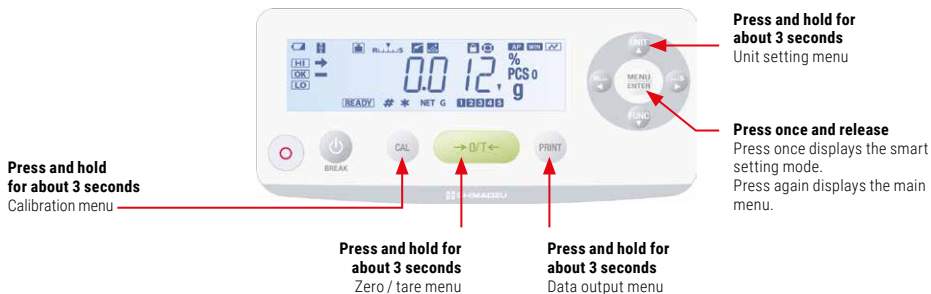 Press and hold for
about 3 seconds
Unit setting menu
Press once and release
Press once displays the smart
setting mode.
Press again displays the main
menu.
Press and hold
for about 3 seconds
Calibration menu
Press and hold for
about 3 seconds
Zero / tare menu
Press and hold for
about 3 seconds
Data output menu
AP WIN
HI
OK
LO
0.012
%
PCS 0
g
READY # * NET G 12345
UNIT
MENU
ENTER
FUNC
BREAK
CAL
→0/T←
PRINT
SHIMADZU